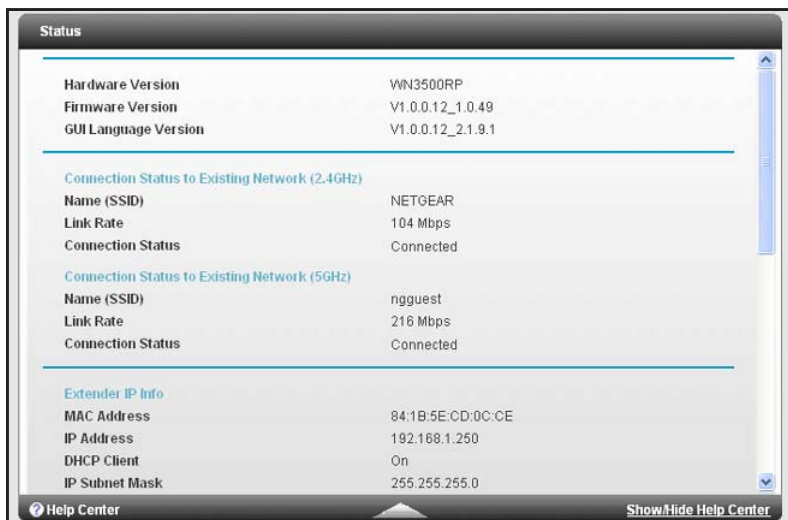 Status
Hardware Version WN3500RP
Firmware Version V1.0.0.12_1.0.49
GUI Language Version V1.0.0.12_2.1.9.1
Connection Status to Existing Network (2.4GHz)
Name (SSID) NETGEAR
Link Rate 104 Mbps
Connection Status Connected
Connection Status to Existing Network (5GHz)
Name (SSID) ngguest
Link Rate 216 Mbps
Connection Status Connected
Extender IP Info
MAC Address 84:1B:5E:CD:0C:CE
IP Address 192.168.1.250
DHCP Client On
IP Subnet Mask 255.255.255.0
? Help Center Show/Hide Help Center